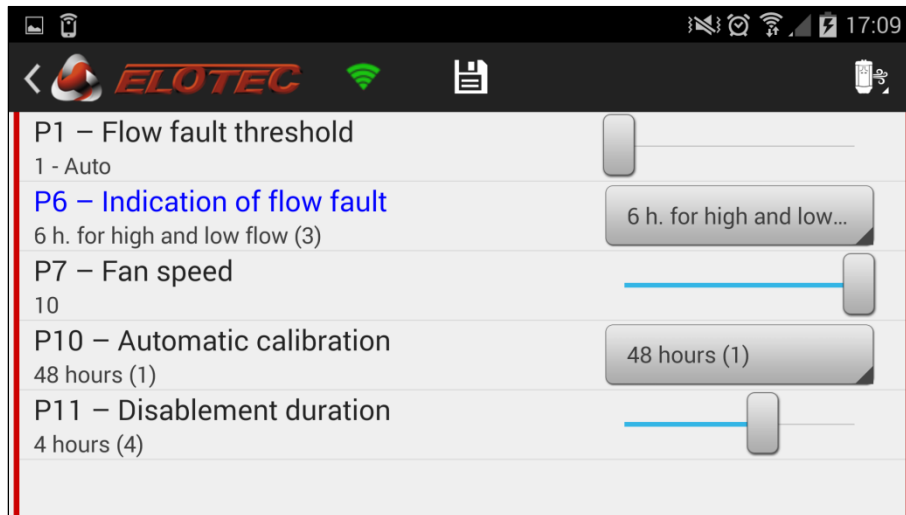 17:09
ELOTEC
P1 – Flow fault threshold
1 - Auto
P6 – Indication of flow fault
6 h. for high and low flow (3)
6 h. for high and low...
P7 – Fan speed
10
P10 – Automatic calibration
48 hours (1)
48 hours (1)
P11 – Disablement duration
4 hours (4)